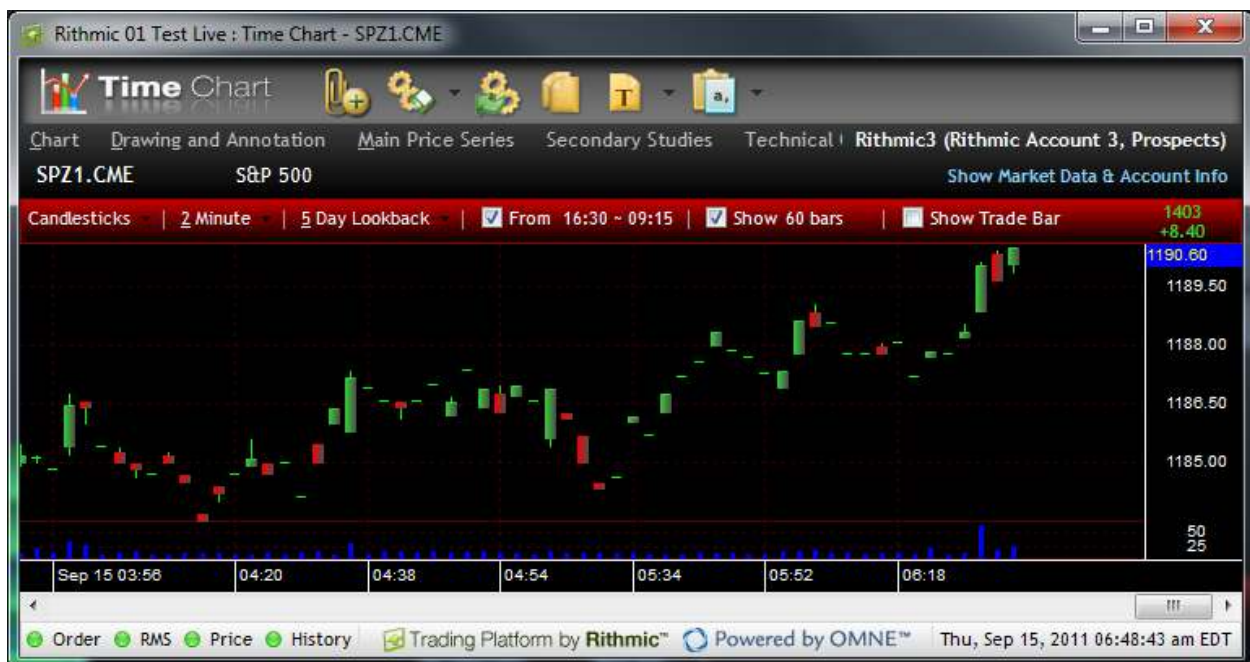 Rithmic 01 Test Live : Time Chart - SPZ1.CME
Time Chart
T
a,
Chart Drawing and Annotation Main Price Series Secondary Studies Technical Rithmic3 (Rithmic Account 3, Prospects)
SPZ1.CME S&P 500 Show Market Data & Account Info
Candlesticks | 2 Minute | 5 Day Lookback | From 16:30 ~ 09:15 | Show 60 bars | Show Trade Bar 1403
+8.40
1190.60
1189.50
1188.00
1186.50
1185.00
50
25
Sep 15 03:56 04:20 04:38 04:54 05:34 05:52 06:18
Order RMS Price History Trading Platform by Rithmic™ Powered by OMNE™ Thu, Sep 15, 2011 06:48:43 am EDT